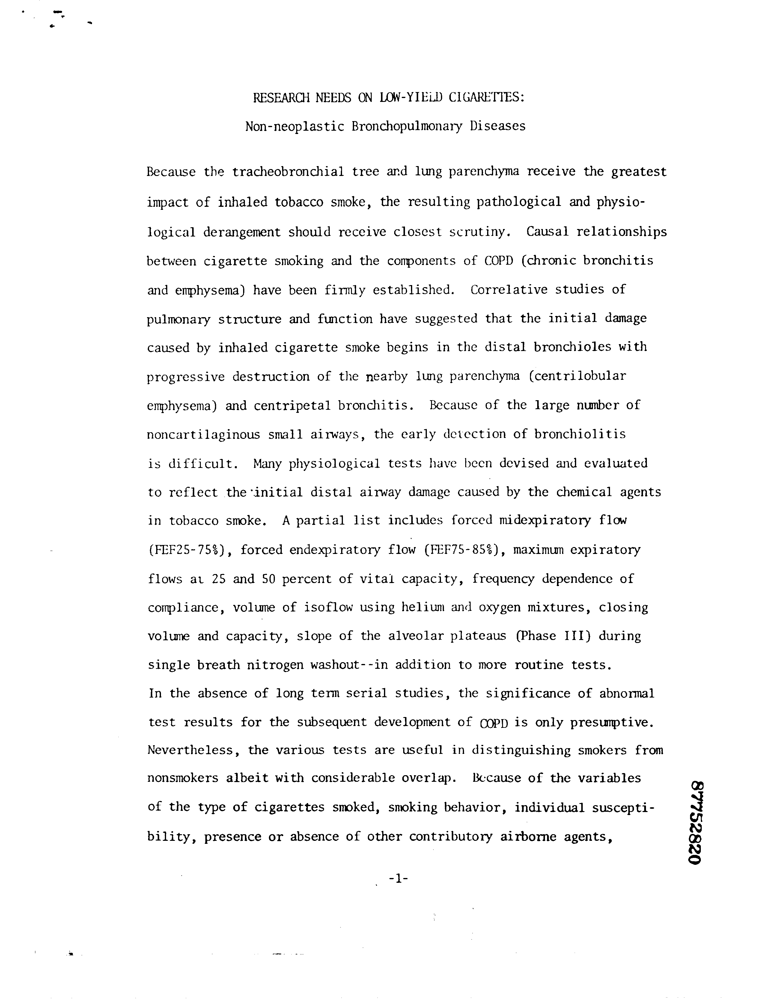 RESEARCH NEEDS ON LOW-YIELD CIGARETTES:
Non-neoplastic Bronchopulmonary Diseases
Because the tracheobronchial tree and lung parenchyma receive the greatest
impact of inhaled tobacco smoke, the resulting pathological and physio-
logical derangement should receive closest scrutiny. Causal relationships
between cigarette smoking and the components of COPD (chronic bronchitis
and emphysema) have been firmly established. Correlative studies of
pulmonary structure and function have suggested that the initial damage
caused by inhaled cigarette smoke begins in the distal bronchioles with
progressive destruction of the nearby lung parenchyma (centrilobular
emphysema) and centripetal bronchitis. Because of the large number of
noncartilaginous small airways, the early detection of bronchiolitis
is difficult. Many physiological tests have been devised and evaluated
to reflect the initial distal airway damage caused by the chemical agents
in tobacco smoke. A partial list includes forced midexpiratory flow
(FEF25-75%), forced endexpiratory flow (FEF75-85%), maximum expiratory
flows at 25 and 50 percent of vital capacity, frequency dependence of
compliance, volume of isoflow using helium and oxygen mixtures, closing
volume and capacity, slope of the alveolar plateaus (Phase III) during
single breath nitrogen washout--in addition to more routine tests.
In the absence of long term serial studies, the significance of abnormal
test results for the subsequent development of COPD is only presumptive.
Nevertheless, the various tests are useful in distinguishing smokers from
nonsmokers albeit with considerable overlap. Because of the variables
of the type of cigarettes smoked, smoking behavior, individual suscepti-
bility, presence or absence of other contributory airborne agents,
-1-
87752820